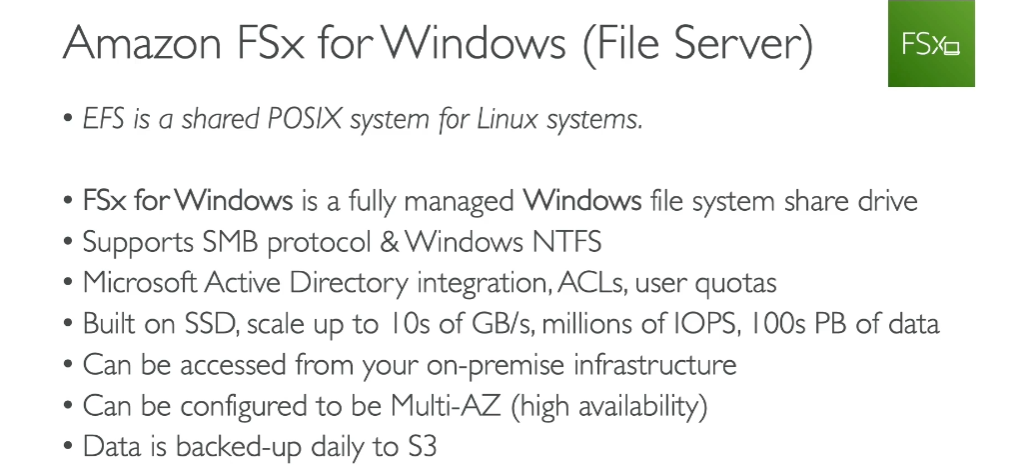 Amazon FSx for Windows (File Server)
FSx
• EFS is a shared POSIX system for Linux systems.
• FSx for Windows is a fully managed Windows file system share drive
• Supports SMB protocol & Windows NTFS
• Microsoft Active Directory integration, ACLs, user quotas
• Built on SSD, scale up to 10s of GB/s, millions of IOPS, 100s PB of data
• Can be accessed from your on-premise infrastructure
• Can be configured to be Multi-AZ (high availability)
• Data is backed-up daily to S3